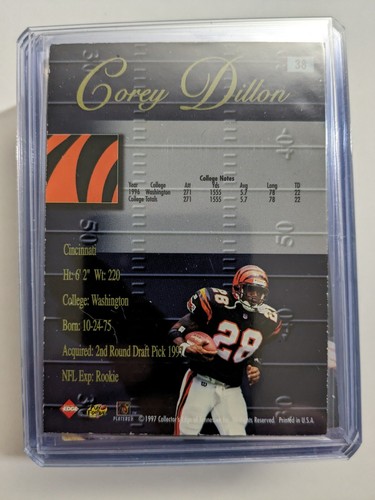 38
Corey Dillon
College Notes
Year College Att Yds Avg Long TD
1996 Washington 271 1555 5.7 78 22
College Totals 271 1555 5.7 78 22
Cincinnati
Ht: 6'2" Wt: 220
College: Washington
Born: 10-24-75
Acquired: 2nd Round Draft Pick
NFL Exp: Rookie
28
30
40
50
50
EDGE
PLAYERS
©1997 Collector's Reserved. Printed in U.S.A.